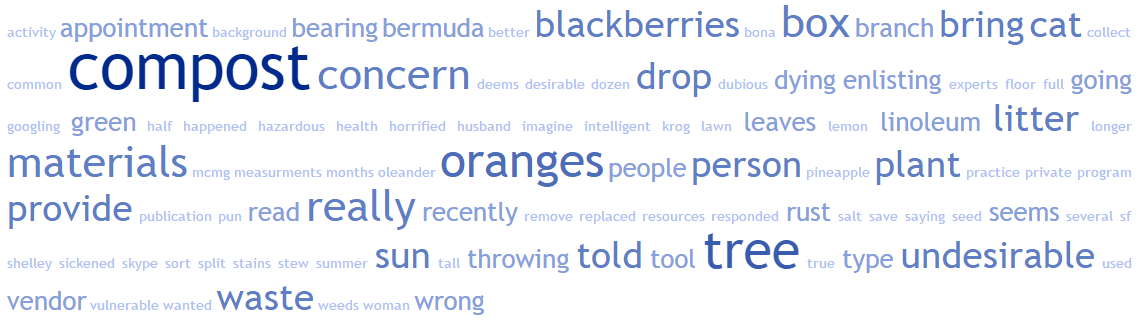 activity appointment background bearing bermuda better blackberries bona box branch bring cat collect
common compost concern deems desirable dozen drop dubious dying enlisting experts floor full going
googling green half happened hazardous health horrified husband imagine intelligent krog lawn leaves lemon linoleum litter longer
materials mcmg measurments months oleander oranges people person pineapple plant practice private program
provide publication pun read really recently remove replaced resources responded rust salt save saying seed seems several sf
shelley sickened skype sort split stains stew summer sun tall throwing told tool tree true type undesirable used
vendor vulnerable wanted waste weeds woman wrong